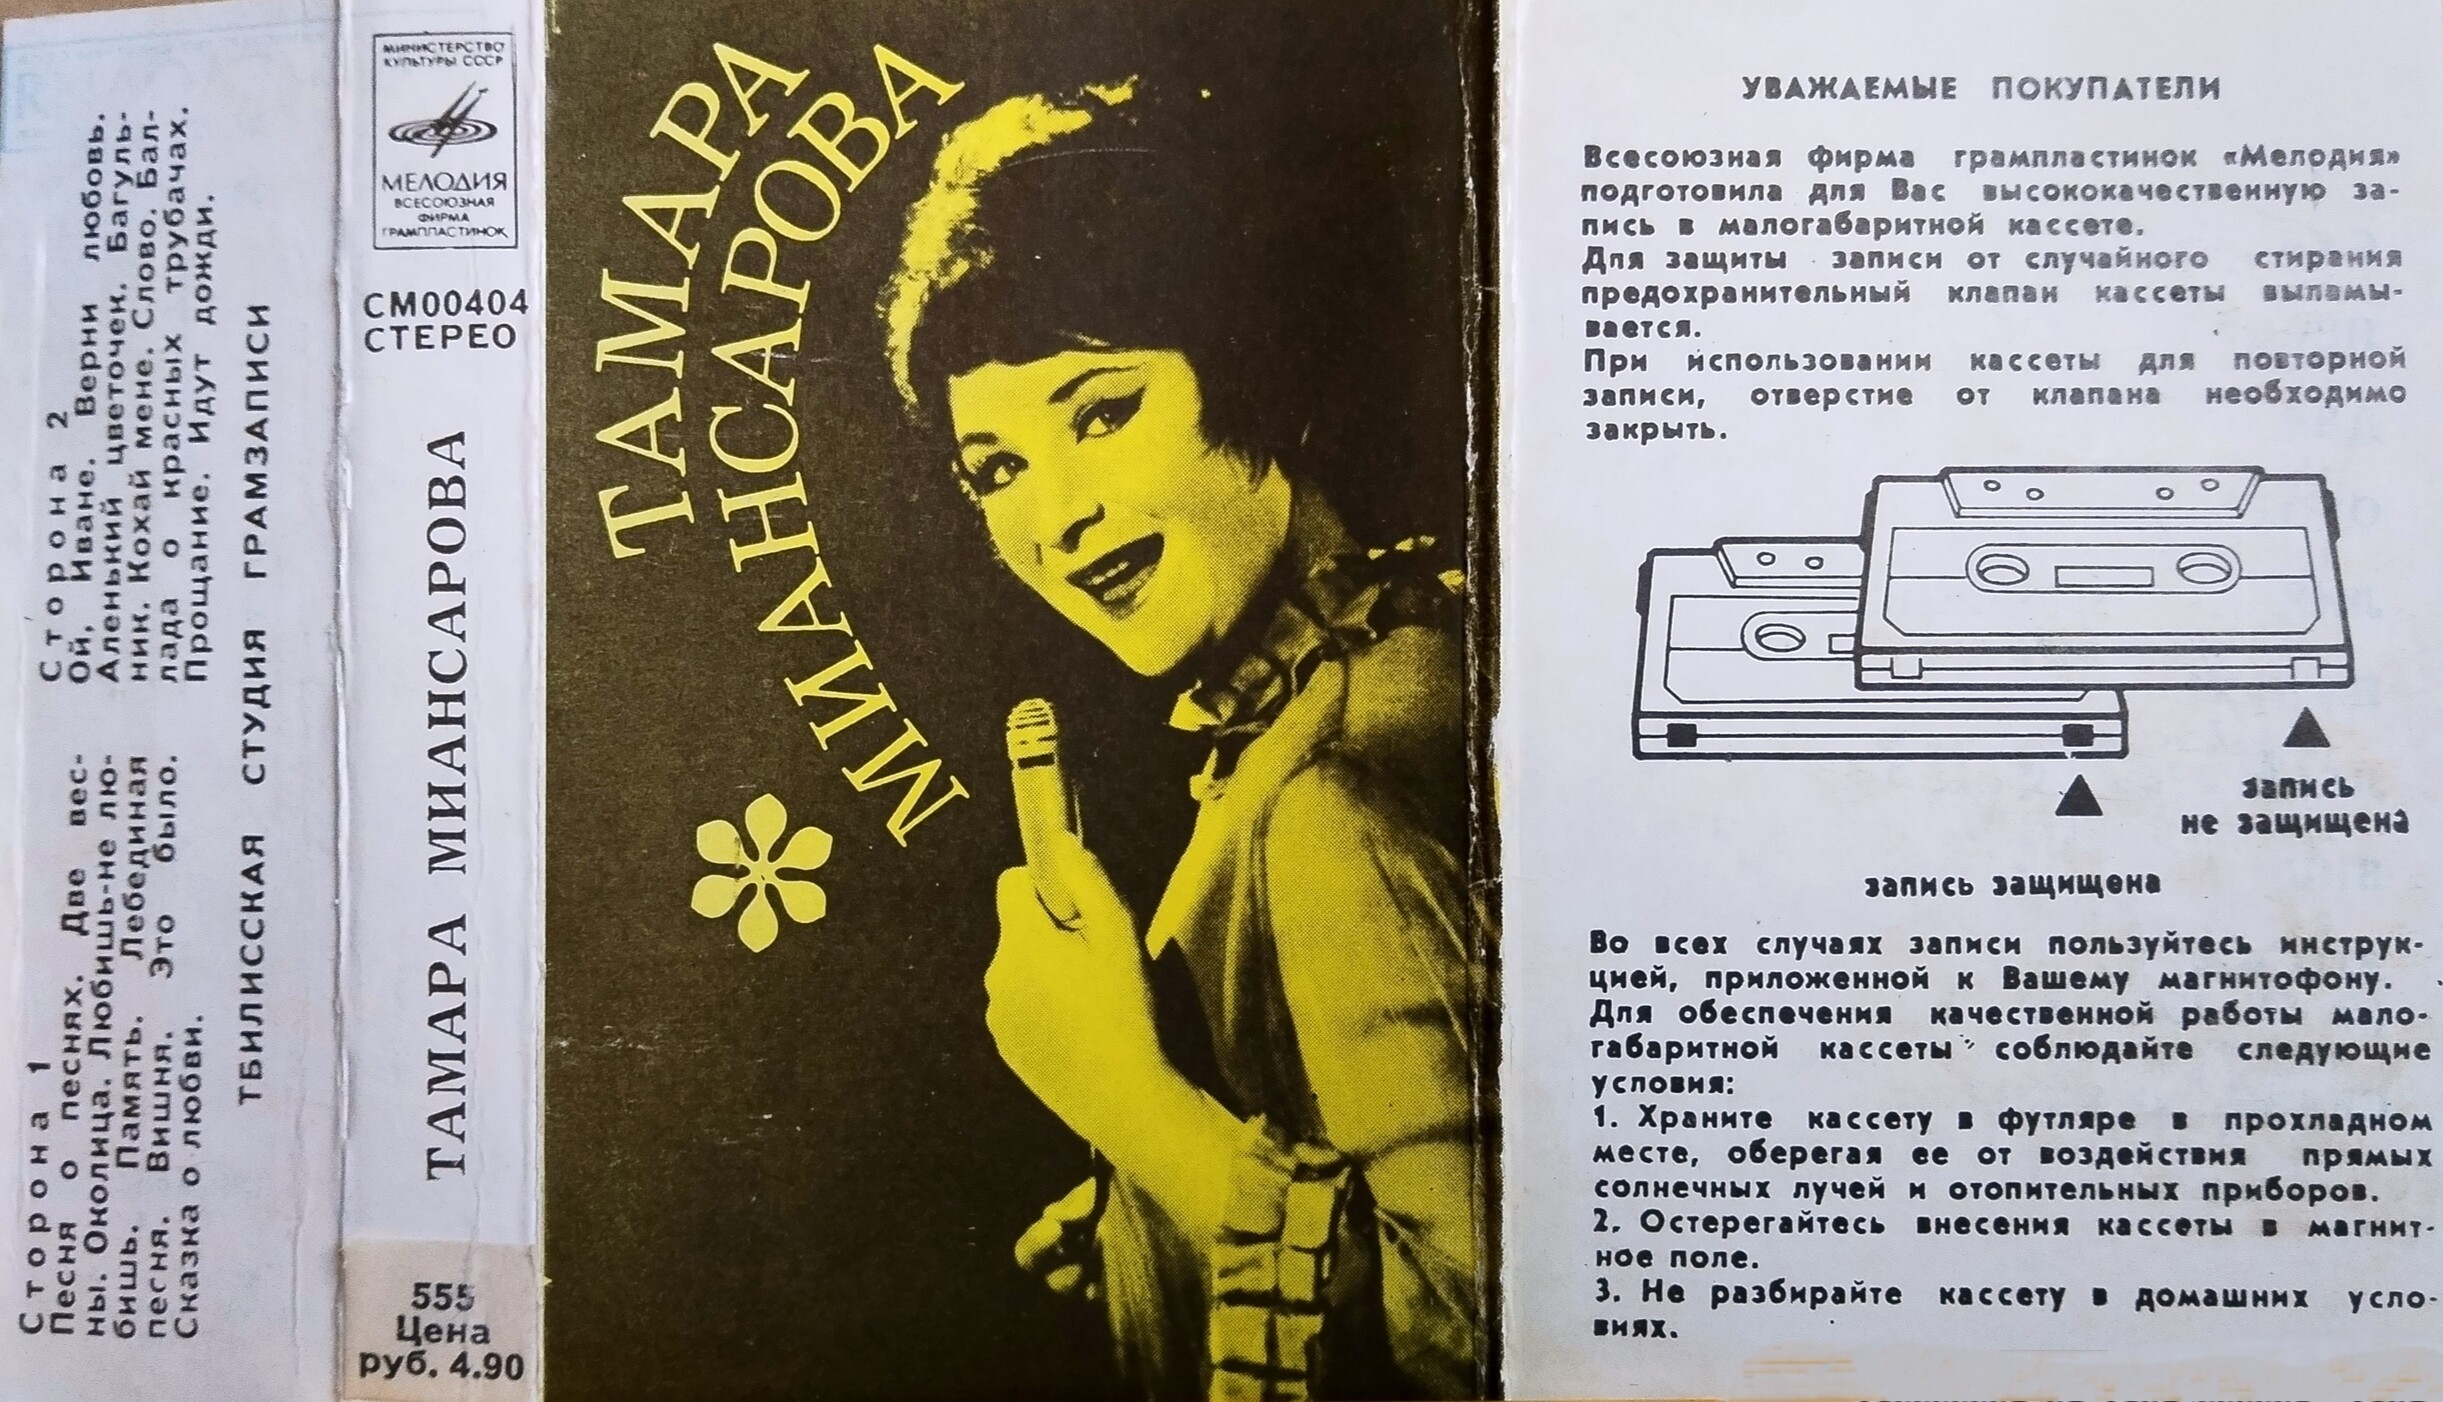 Сторона 1
Песня о песнях. Две вес-
ны. Околица. Любишь-не лю-
бишь. Память. Лебединая
песня. Вишня. Это было.
Сказка о любви.
Сторона 2
Ой, Иване. Верни любовь.
Аленький цветочек. Багуль-
ник. Кохай мене. Слово. Бал-
лада о красных трубачах.
Прощание. Идут дожди.
ТБИЛИССКАЯ СТУДИЯ ГРАМЗАПИСИ
МИНИСТЕРСТВО
КУЛЬТУРЫ СССР
МЕЛОДИЯ
ВСЕСОЮЗНАЯ
ФИРМА
ГРАМПЛАСТИНОК
СМ00404
СТЕРЕО
ТАМАРА МИАНСАРОВА
555
Цена
руб. 4.90
ТАМАРА
МИАНСАРОВА
УВАЖАЕМЫЕ ПОКУПАТЕЛИ
Всесоюзная фирма грампластинок «Мелодия»
подготовила для Вас высококачественную за-
пись в малогабаритной кассете.
Для защиты записи от случайного стирания
предохранительный клапан кассеты выламы-
вается.
При использовании кассеты для повторной
записи, отверстие от клапана необходимо
закрыть.
запись
не защищена
запись защищена
Во всех случаях записи пользуйтесь инструк-
цией, приложенной к Вашему магнитофону.
Для обеспечения качественной работы мало-
габаритной кассеты соблюдайте следующие
условия:
1. Храните кассету в футляре в прохладном
месте, оберегая ее от воздействия прямых
солнечных лучей и отопительных приборов.
2. Остерегайтесь внесения кассеты в магнит-
ное поле.
3. Не разбирайте кассету в домашних усло-
виях.